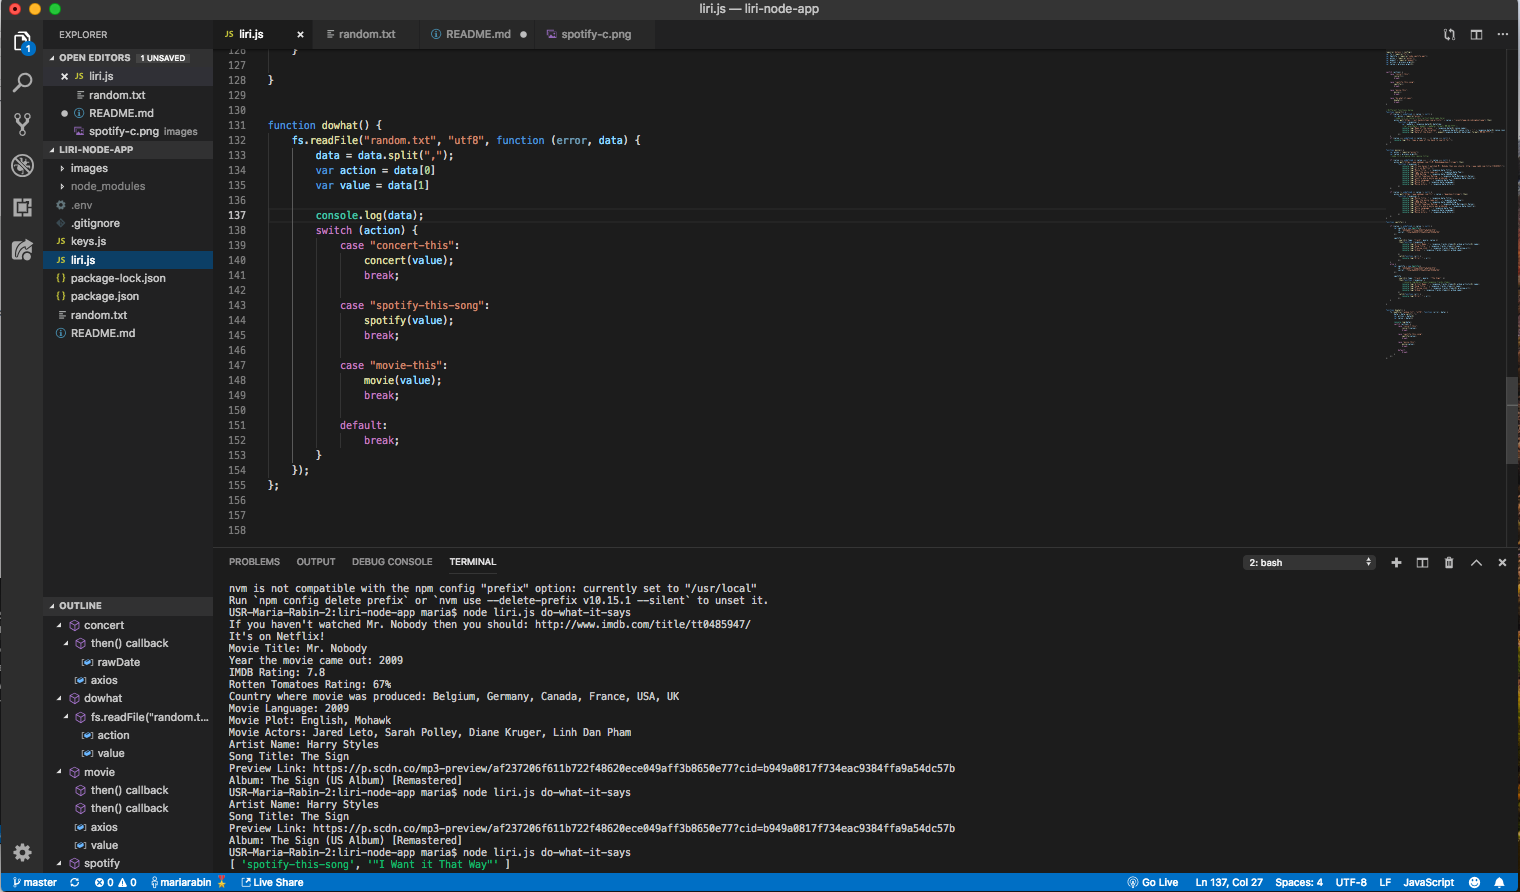 liri.js — liri-node-app
EXPLORER
OPEN EDITORS 1 UNSAVED
liri.js
random.txt
README.md
spotify-c.png images
LIRI-NODE-APP
images
node_modules
.env
.gitignore
keys.js
liri.js
package-lock.json
package.json
random.txt
README.md
OUTLINE
concert
then() callback
rawDate
axios
dowhat
fs.readFile("random.t...
action
value
movie
then() callback
then() callback
axios
value
spotify
JS liri.js
random.txt
README.md
spotify-c.png
126 }
127
128 }
129
130
131 function dowhat() {
132 fs.readFile("random.txt", "utf8", function (error, data) {
133 data = data.split(",");
134 var action = data[0]
135 var value = data[1]
136
137 console.log(data);
138 switch (action) {
139 case "concert-this":
140 concert(value);
141 break;
142
143 case "spotify-this-song":
144 spotify(value);
145 break;
146
147 case "movie-this":
148 movie(value);
149 break;
150
151 default:
152 break;
153 }
154 });
155 };
156
157
158
PROBLEMS OUTPUT DEBUG CONSOLE TERMINAL 2: bash
nvm is not compatible with the npm config "prefix" option: currently set to "/usr/local"
Run `npm config delete prefix` or `nvm use --delete-prefix v10.15.1 --silent` to unset it.
USR-Maria-Rabin-2:liri-node-app maria$ node liri.js do-what-it-says
If you haven't watched Mr. Nobody then you should: http://www.imdb.com/title/tt0485947/
It's on Netflix!
Movie Title: Mr. Nobody
Year the movie came out: 2009
IMDB Rating: 7.8
Rotten Tomatoes Rating: 67%
Country where movie was produced: Belgium, Germany, Canada, France, USA, UK
Movie Language: 2009
Movie Plot: English, Mohawk
Movie Actors: Jared Leto, Sarah Polley, Diane Kruger, Linh Dan Pham
Artist Name: Harry Styles
Song Title: The Sign
Preview Link: https://p.scdn.co/mp3-preview/af237206f611b722f48620ece049aff3b8650e77?cid=b949a0817f734eac9384ffa9a54dc57b
Album: The Sign (US Album) [Remastered]
USR-Maria-Rabin-2:liri-node-app maria$ node liri.js do-what-it-says
Artist Name: Harry Styles
Song Title: The Sign
Preview Link: https://p.scdn.co/mp3-preview/af237206f611b722f48620ece049aff3b8650e77?cid=b949a0817f734eac9384ffa9a54dc57b
Album: The Sign (US Album) [Remastered]
USR-Maria-Rabin-2:liri-node-app maria$ node liri.js do-what-it-says
[ 'spotify-this-song', '"I Want it That Way"' ]
master 0 0 mariarabin Live Share Go Live Ln 137, Col 27 Spaces: 4 UTF-8 LF JavaScript